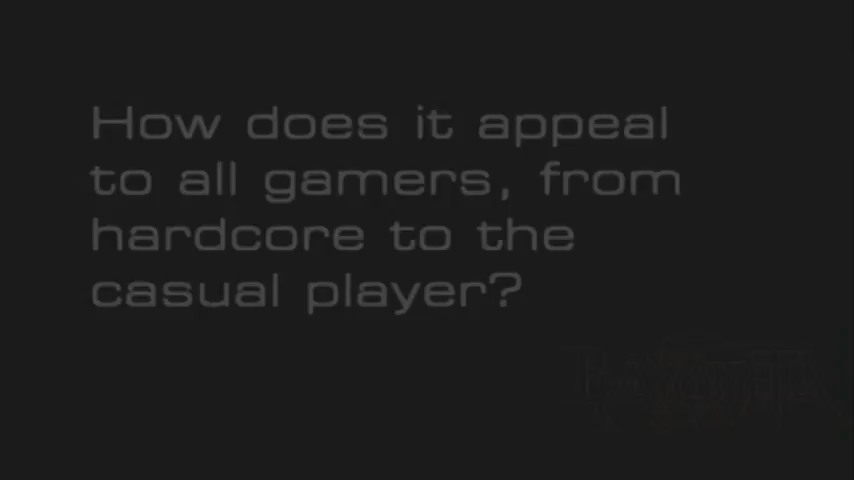 How does it appeal
to all gamers, from
hardcore to the
casual player?